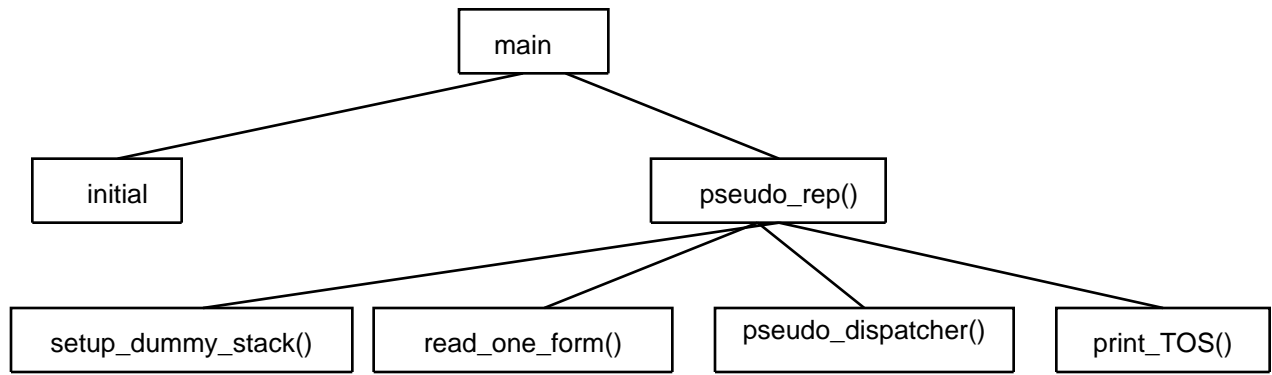 main
initial
pseudo_rep()
setup_dummy_stack()
read_one_form()
pseudo_dispatcher()
print_TOS()